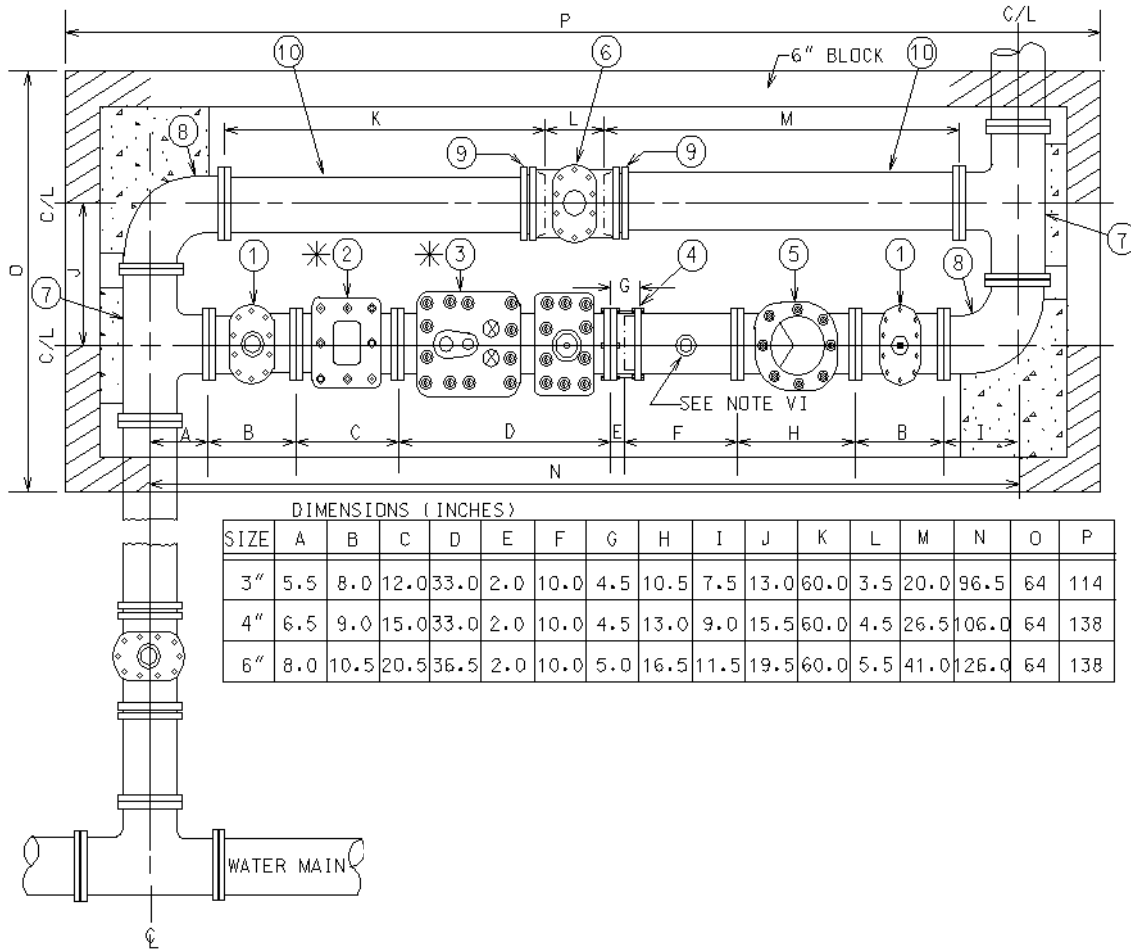 P
C/L
6" BLOCK
10
6
10
K
L
M
8
9
9
C/L
O
J
7
C/L
1
2
3
G
4
5
1
8
7
SEE NOTE VI
A
B
C
D
E
F
H
B
I
N
DIMENSIONS (INCHES)
SIZE A B C D E F G H I J K L M N O P
3" 5.5 8.0 12.0 33.0 2.0 10.0 4.5 10.5 7.5 13.0 60.0 3.5 20.0 96.5 64 114
4" 6.5 9.0 15.0 33.0 2.0 10.0 4.5 13.0 9.0 15.5 60.0 4.5 26.5 106.0 64 138
6" 8.0 10.5 20.5 36.5 2.0 10.0 5.0 16.5 11.5 19.5 60.0 5.5 41.0 126.0 64 138
WATER MAIN
℄